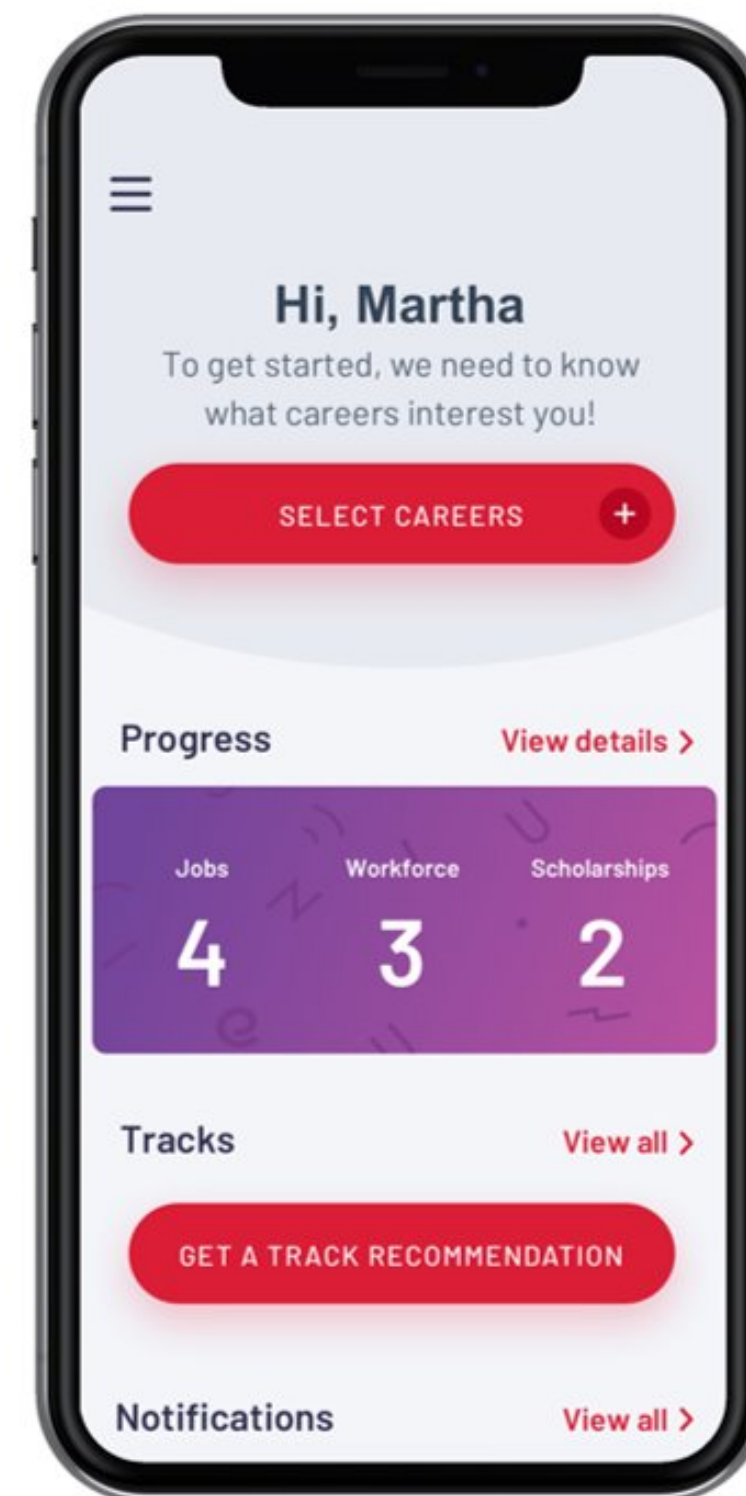 Hi, Martha
To get started, we need to know
what careers interest you!
SELECT CAREERS +
Progress View details >
Jobs Workforce Scholarships
4 3 2
Tracks View all >
GET A TRACK RECOMMENDATION
Notifications View all >